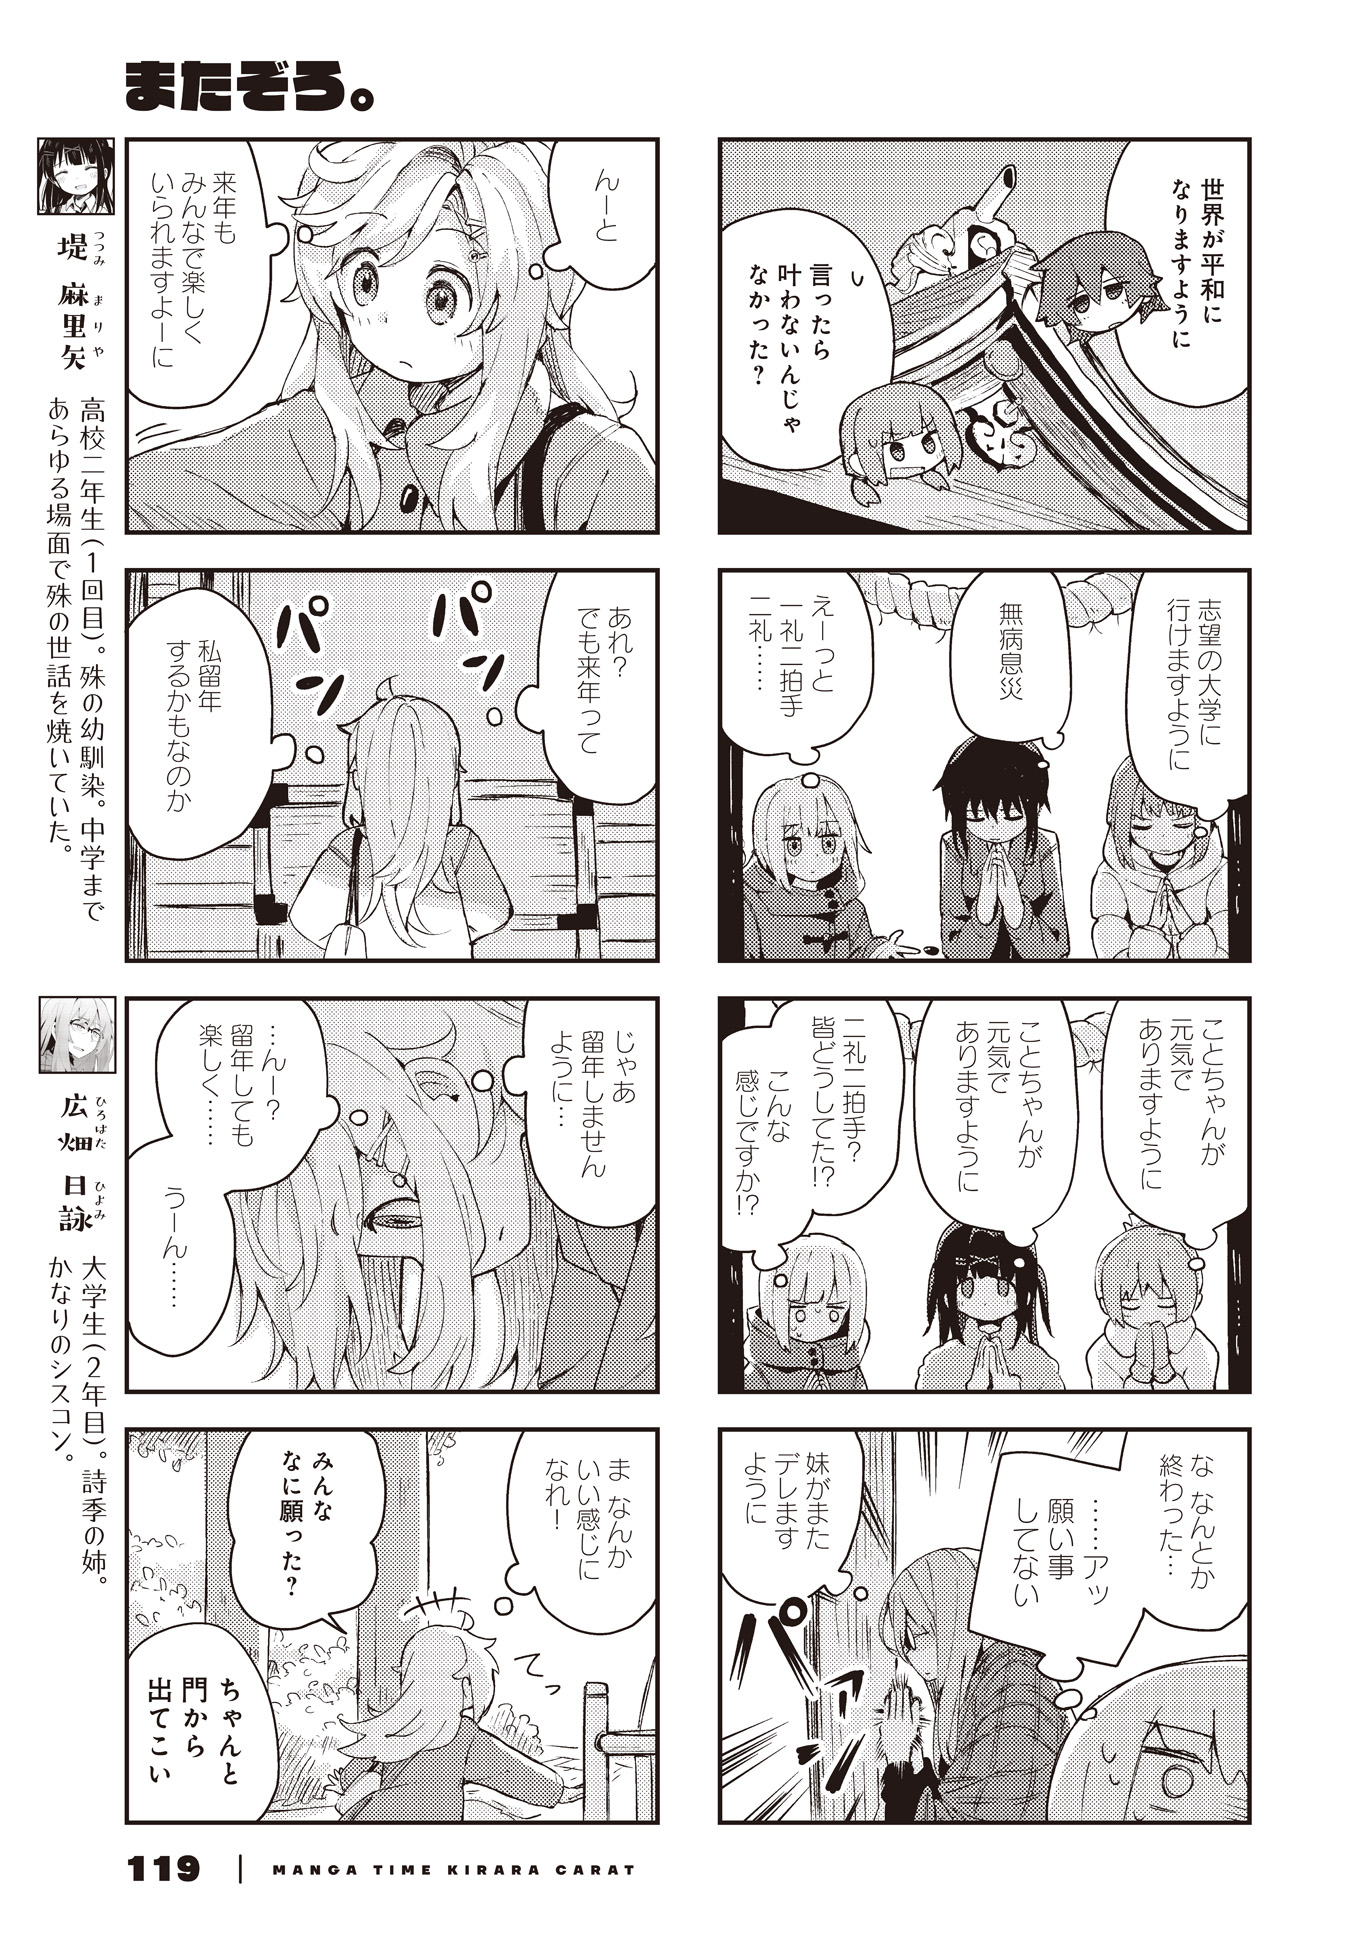 またぞろ。
世界が平和に
なりますように
言ったら
叶わないんじゃ
なかった?
志望の大学に
行けますように
無病息災
えーっと
一礼二拍手
二礼……
ことちゃんが
元気で
ありますように
ことちゃんが
元気で
ありますように
二礼二拍手?
皆どうしてた!?
こんな
感じですか!?
な なんとか
終わった…
……アッ
願い事
してない
妹がまた
デレます
ように
パンッ
んーと
来年も
みんなで楽しく
いられますよーに
あれ?
でも来年って
パンッ
パンッ
私留年
するかもなのか
じゃあ
留年しません
ように…
…んー?
留年しても
楽しく……
うーん……
ま なんか
いい感じに
なれ!
てっ
みんな
なに願った?
ちゃんと
門から
出てこい
堤 麻里矢
つつみ まりや
高校二年生(1回目)。殊の幼馴染。中学まで
あらゆる場面で殊の世話を焼いていた。
広畑 日詠
ひろはた ひよみ
大学生(2年目)。詩季の姉。
かなりのシスコン。
119 | MANGA TIME KIRARA CARAT